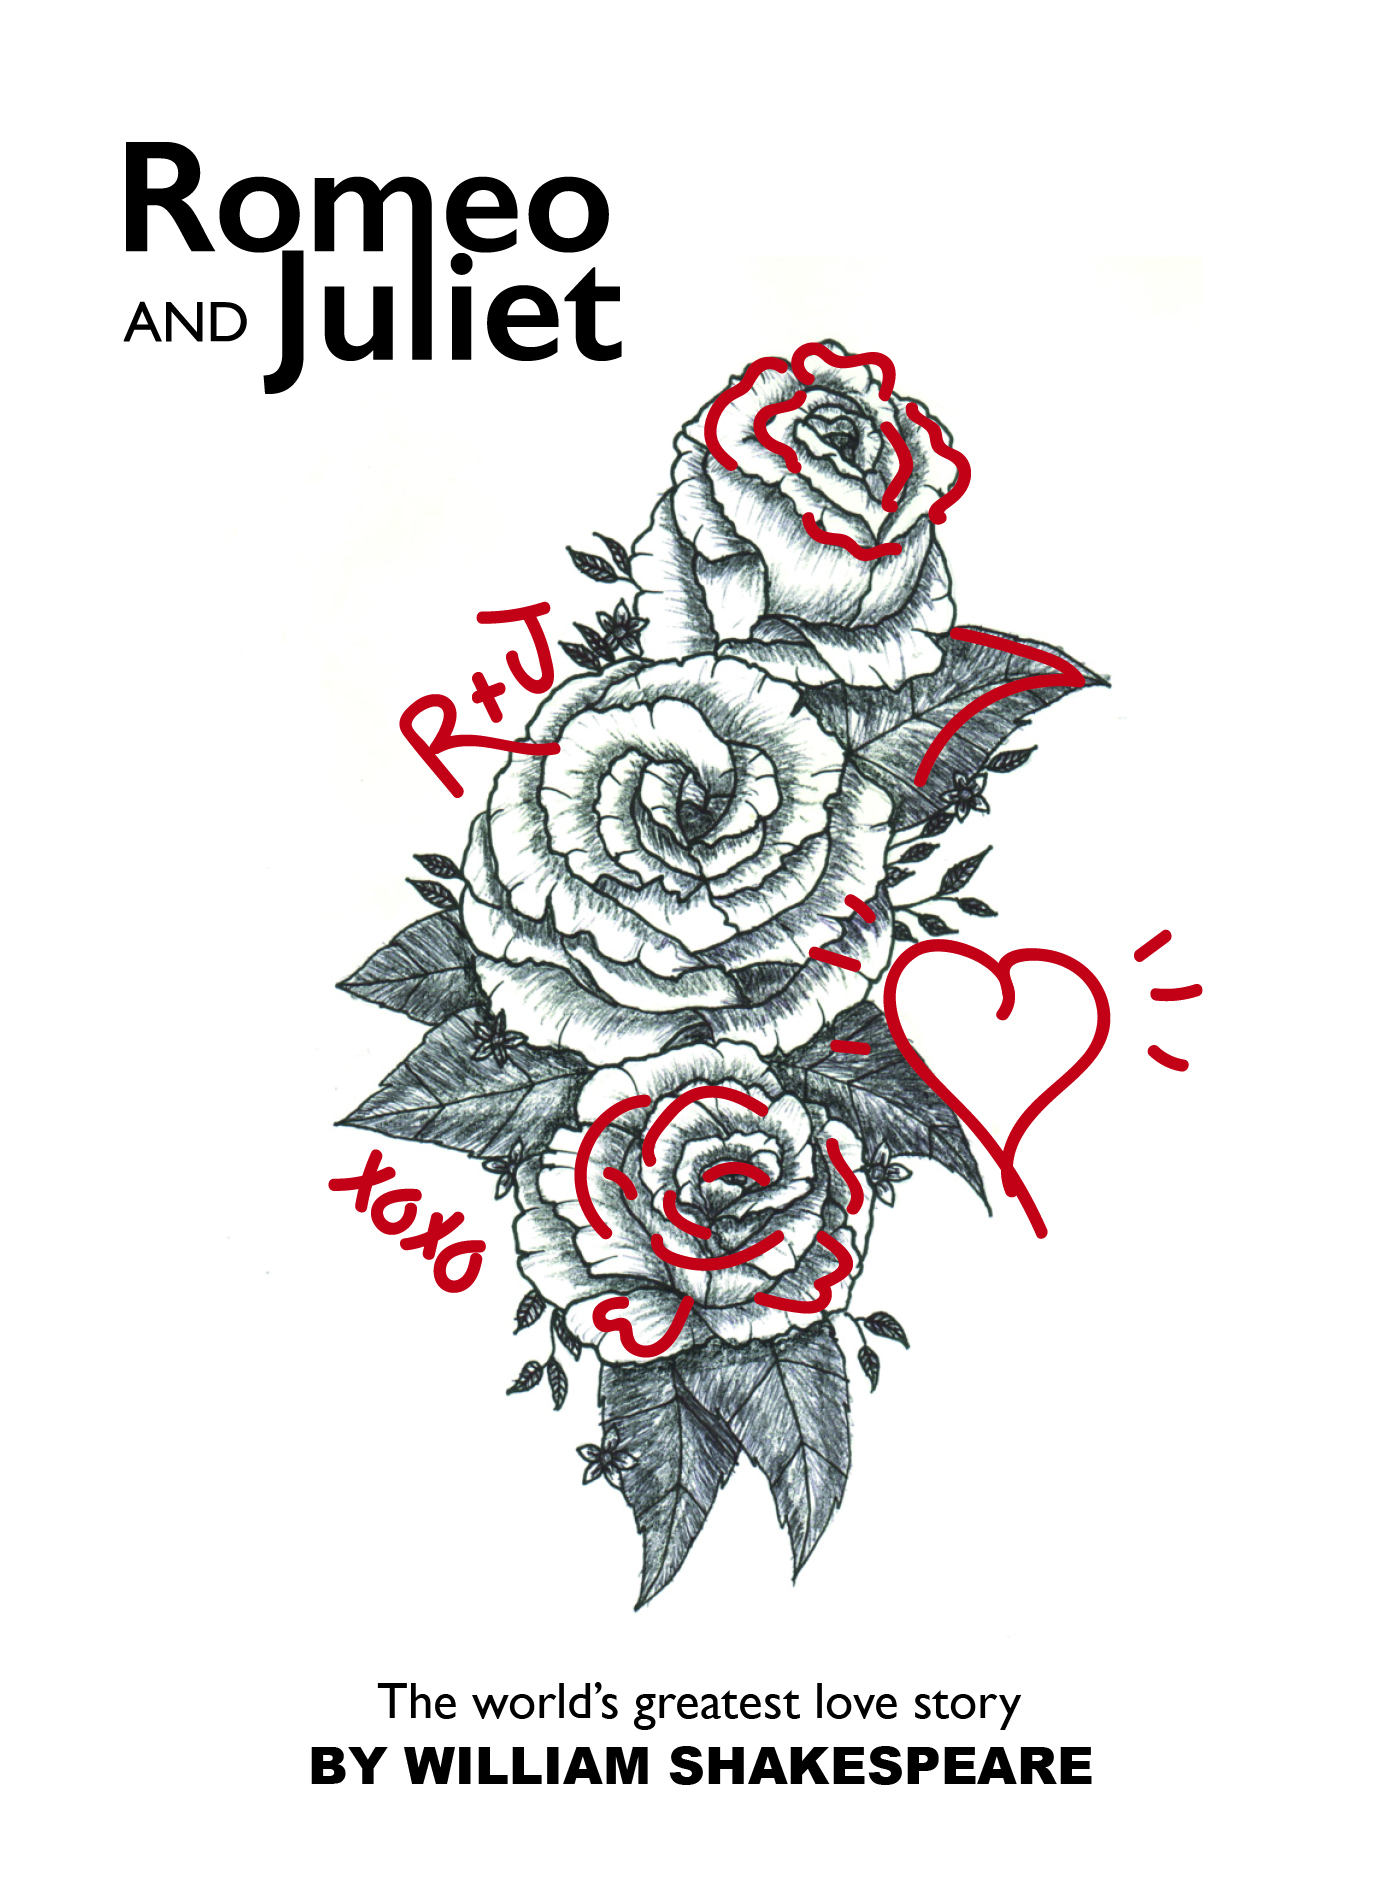 Romeo
AND Juliet
R+J
XOXO
The world's greatest love story
BY WILLIAM SHAKESPEARE